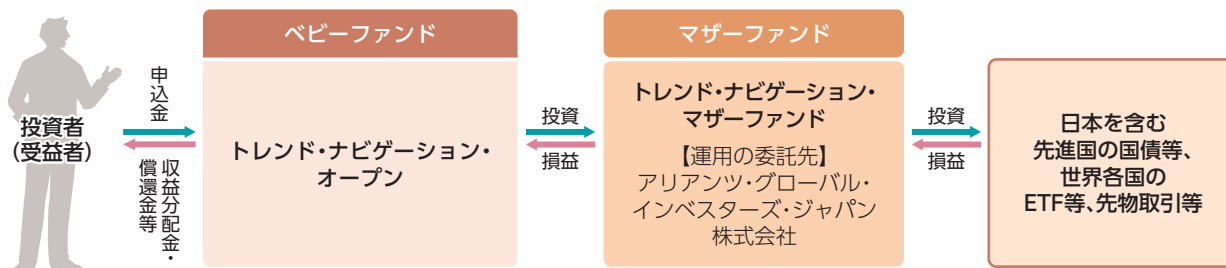 投資者
(受益者)
申込金
収益分配金・
償還金等
ベビーファンド
トレンド・ナビゲーション・
オープン
投資
損益
マザーファンド
トレンド・ナビゲーション・
マザーファンド
【運用の委託先】
アリアンツ・グローバル・
インベスターズ・ジャパン
株式会社
投資
損益
日本を含む
先進国の国債等、
世界各国の
ETF等、先物取引等